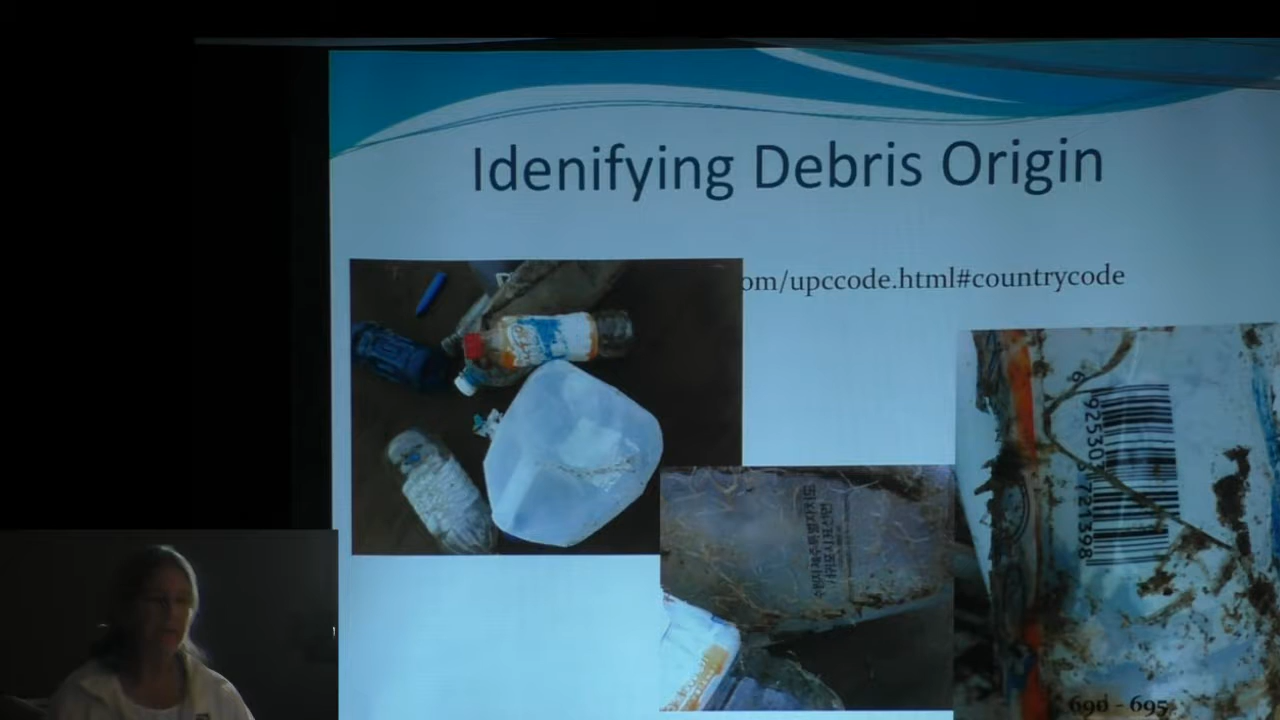 Idenifying Debris Origin
om/upccode.html#countrycode
6 925303 721398
690 - 695